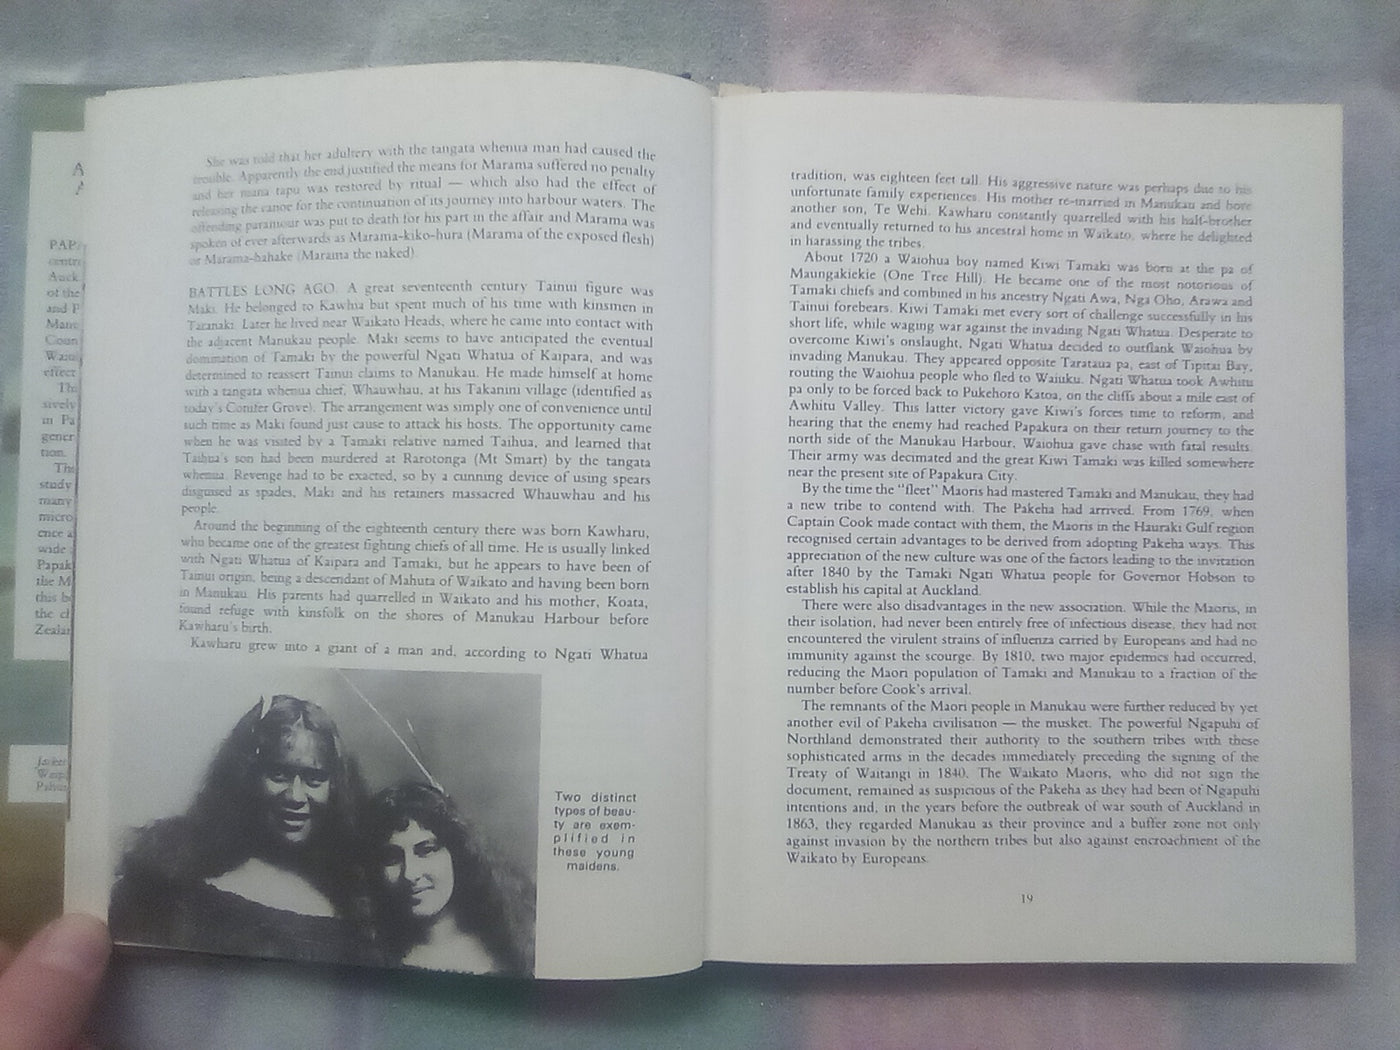 A
PAP
centre
Auck
of the
and P
Manu
Coun
Waiu
effect
Th
sively
in Pa
gener
tion.
The
study
many
micro
ence a
wide
Papak
the M
this b
the cl
Zealan
She was told that her adultery with the tangata whenua man had caused the
trouble. Apparently the end justified the means for Marama suffered no penalty
and her mana tapu was restored by ritual — which also had the effect of
releasing the canoe for the continuation of its journey into harbour waters. The
offending paramour was put to death for his part in the affair and Marama was
spoken of ever afterwards as Marama-kiko-hura (Marama of the exposed flesh)
or Marama-hahake (Marama the naked).
BATTLES LONG AGO. A great seventeenth century Tainui figure was
Maki. He belonged to Kawhia but spent much of his time with kinsmen in
Taranaki. Later he lived near Waikato Heads, where he came into contact with
the adjacent Manukau people. Maki seems to have anticipated the eventual
domination of Tamaki by the powerful Ngati Whatua of Kaipara, and was
determined to reassert Tainui claims to Manukau. He made himself at home
with a tangata whenua chief, Whauwhau, at his Takanini village (identified as
today's Conifer Grove). The arrangement was simply one of convenience until
such time as Maki found just cause to attack his hosts. The opportunity came
when he was visited by a Tamaki relative named Taihua, and learned that
Taihua's son had been murdered at Rarotonga (Mt Smart) by the tangata
whenua. Revenge had to be exacted, so by a cunning device of using spears
disguised as spades, Maki and his retainers massacred Whauwhau and his
people.
Around the beginning of the eighteenth century there was born Kawharu,
who became one of the greatest fighting chiefs of all time. He is usually linked
with Ngati Whatua of Kaipara and Tamaki, but he appears to have been of
Tainui origin, being a descendant of Mahuta of Waikato and having been born
in Manukau. His parents had quarrelled in Waikato and his mother, Koata,
found refuge with kinsfolk on the shores of Manukau Harbour before
Kawharu's birth.
Kawharu grew into a giant of a man and, according to Ngati Whatua
Two distinct
types of beau-
ty are exem-
plified in
these young
maidens.
tradition, was eighteen feet tall. His aggressive nature was perhaps due to his
unfortunate family experiences. His mother re-married in Manukau and bore
another son, Te Wehi. Kawharu constantly quarrelled with his half-brother
and eventually returned to his ancestral home in Waikato, where he delighted
in harassing the tribes.
About 1720 a Waiohua boy named Kiwi Tamaki was born at the pa of
Maungakiekie (One Tree Hill). He became one of the most notorious of
Tamaki chiefs and combined in his ancestry Ngati Awa, Nga Oho, Arawa and
Tainui forebears. Kiwi Tamaki met every sort of challenge successfully in his
short life, while waging war against the invading Ngati Whatua. Desperate to
overcome Kiwi's onslaught, Ngati Whatua decided to outflank Waiohua by
invading Manukau. They appeared opposite Tarataua pa, east of Tipitai Bay,
routing the Waiohua people who fled to Waiuku. Ngati Whatua took Awhitu
pa only to be forced back to Pukehoro Katoa, on the cliffs about a mile east of
Awhitu Valley. This latter victory gave Kiwi's forces time to reform, and
hearing that the enemy had reached Papakura on their return journey to the
north side of the Manukau Harbour, Waiohua gave chase with fatal results.
Their army was decimated and the great Kiwi Tamaki was killed somewhere
near the present site of Papakura City.
By the time the "fleet" Maoris had mastered Tamaki and Manukau, they had
a new tribe to contend with. The Pakeha had arrived. From 1769, when
Captain Cook made contact with them, the Maoris in the Hauraki Gulf region
recognised certain advantages to be derived from adopting Pakeha ways. This
appreciation of the new culture was one of the factors leading to the invitation
after 1840 by the Tamaki Ngati Whatua people for Governor Hobson to
establish his capital at Auckland.
There were also disadvantages in the new association. While the Maoris, in
their isolation, had never been entirely free of infectious disease, they had not
encountered the virulent strains of influenza carried by Europeans and had no
immunity against the scourge. By 1810, two major epidemics had occurred,
reducing the Maori population of Tamaki and Manukau to a fraction of the
number before Cook's arrival.
The remnants of the Maori people in Manukau were further reduced by yet
another evil of Pakeha civilisation — the musket. The powerful Ngapuhi of
Northland demonstrated their authority to the southern tribes with these
sophisticated arms in the decades immediately preceding the signing of the
Treaty of Waitangi in 1840. The Waikato Maoris, who did not sign the
document, remained as suspicious of the Pakeha as they had been of Ngapuhi
intentions and, in the years before the outbreak of war south of Auckland in
1863, they regarded Manukau as their province and a buffer zone not only
against invasion by the northern tribes but also against encroachment of the
Waikato by Europeans.
19